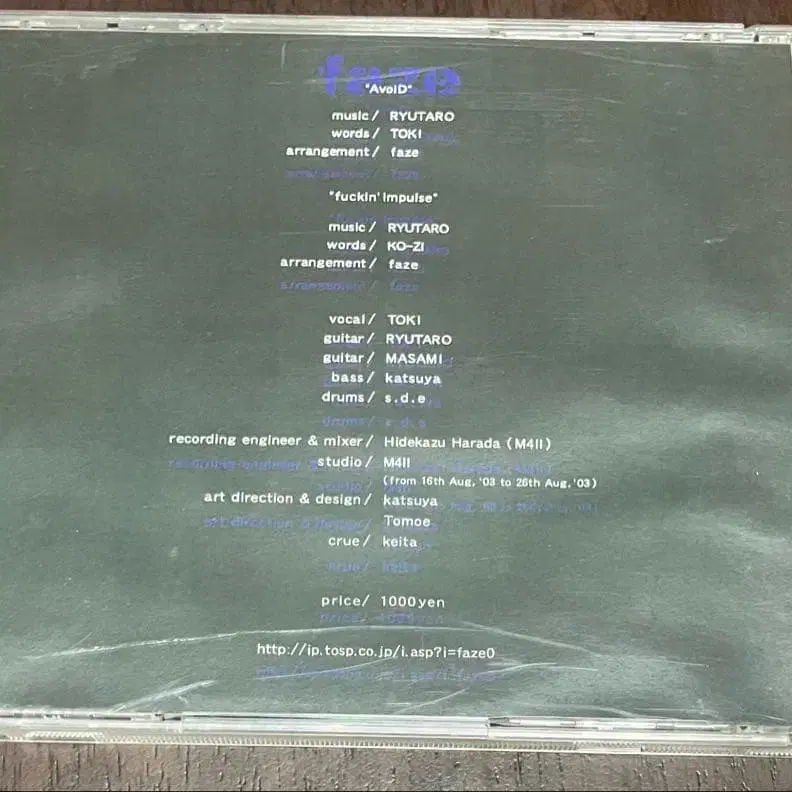 faze
"AvoiD"
music/ RYUTARO
words/ TOKI
arrangement/ faze
"fuckin' impulse"
music/ RYUTARO
words/ KO-ZI
arrangement/ faze
vocal/ TOKI
guitar/ RYUTARO
guitar/ MASAMI
bass/ katsuya
drums/ s.d.e
recording engineer & mixer/ Hidekazu Harada (M4II)
studio/ M4II
(from 16th Aug, '03 to 26th Aug, '03)
art direction & design/ katsuya
Tomoe
crue/ keita
price/ 1000yen
http://ip.tosp.co.jp/i.asp?i=faze0